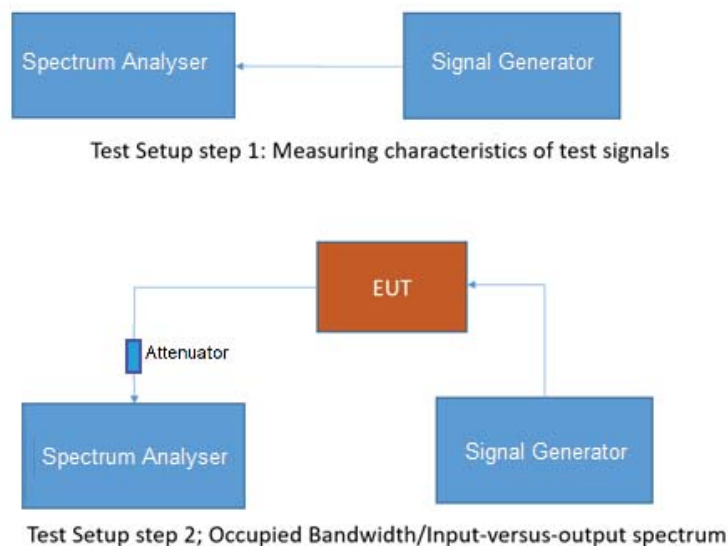 Spectrum Analyser
Signal Generator
Test Setup step 1: Measuring characteristics of test signals
EUT
Attenuator
Spectrum Analyser
Signal Generator
Test Setup step 2; Occupied Bandwidth/Input-versus-output spectrum